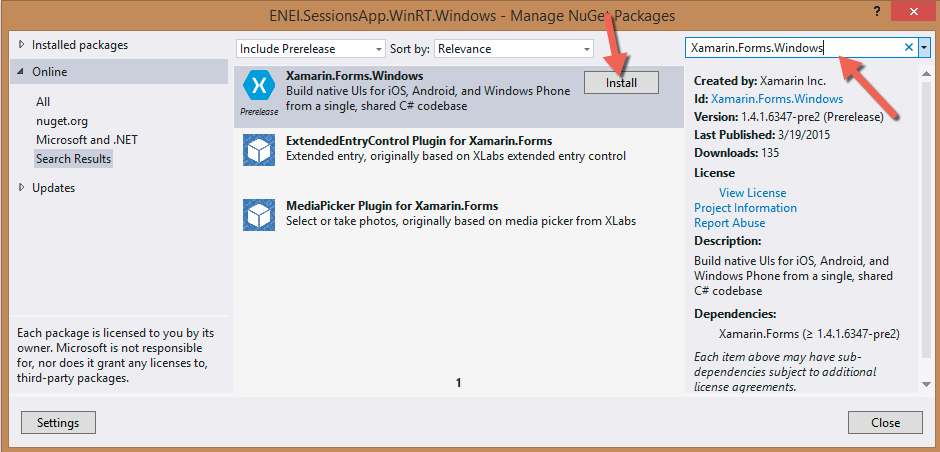 ENEI.SessionsApp.WinRT.Windows - Manage NuGet Packages
?
Installed packages
Online
All
nuget.org
Microsoft and .NET
Search Results
Updates
Each package is licensed to you by its
owner. Microsoft is not responsible
for, nor does it grant any licenses to,
third-party packages.
Settings
Include Prerelease
Sort by: Relevance
Xamarin.Forms.Windows
Build native UIs for iOS, Android, and Windows Phone
from a single, shared C# codebase
Prerelease
Install
ExtendedEntryControl Plugin for Xamarin.Forms
Extended entry, originally based on XLabs extended entry control
MediaPicker Plugin for Xamarin.Forms
Select or take photos, originally based on media picker from XLabs
1
Xamarin.Forms.Windows
Created by: Xamarin Inc.
Id: Xamarin.Forms.Windows
Version: 1.4.1.6347-pre2 (Prerelease)
Last Published: 3/19/2015
Downloads: 135
License
View License
Project Information
Report Abuse
Description:
Build native UIs for iOS, Android, and
Windows Phone from a single, shared
C# codebase
Dependencies:
Xamarin.Forms (≥ 1.4.1.6347-pre2)
Each item above may have sub-
dependencies subject to additional
license agreements.
Close